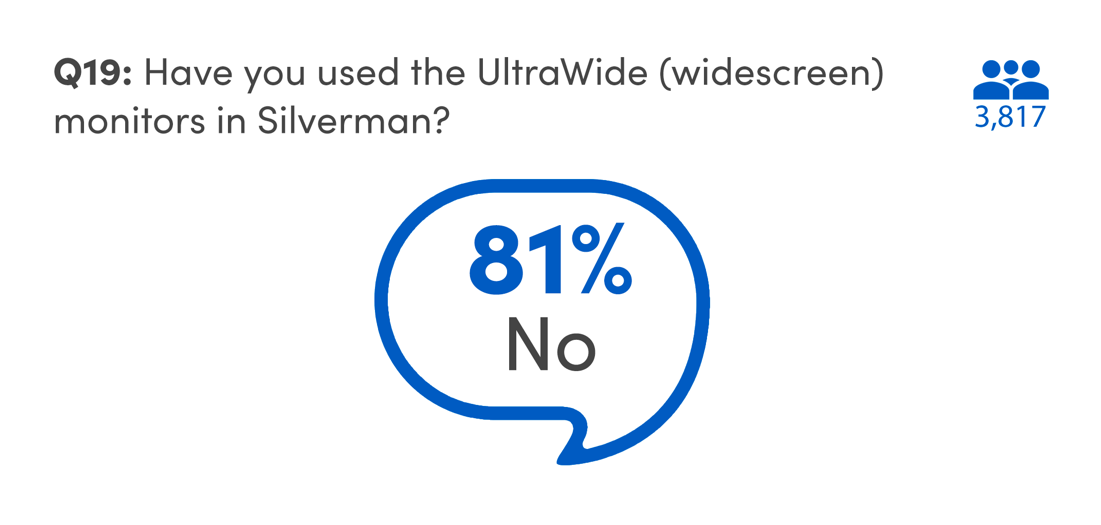 Q19: Have you used the UltraWide (widescreen)
monitors in Silverman?
3,817
81%
No